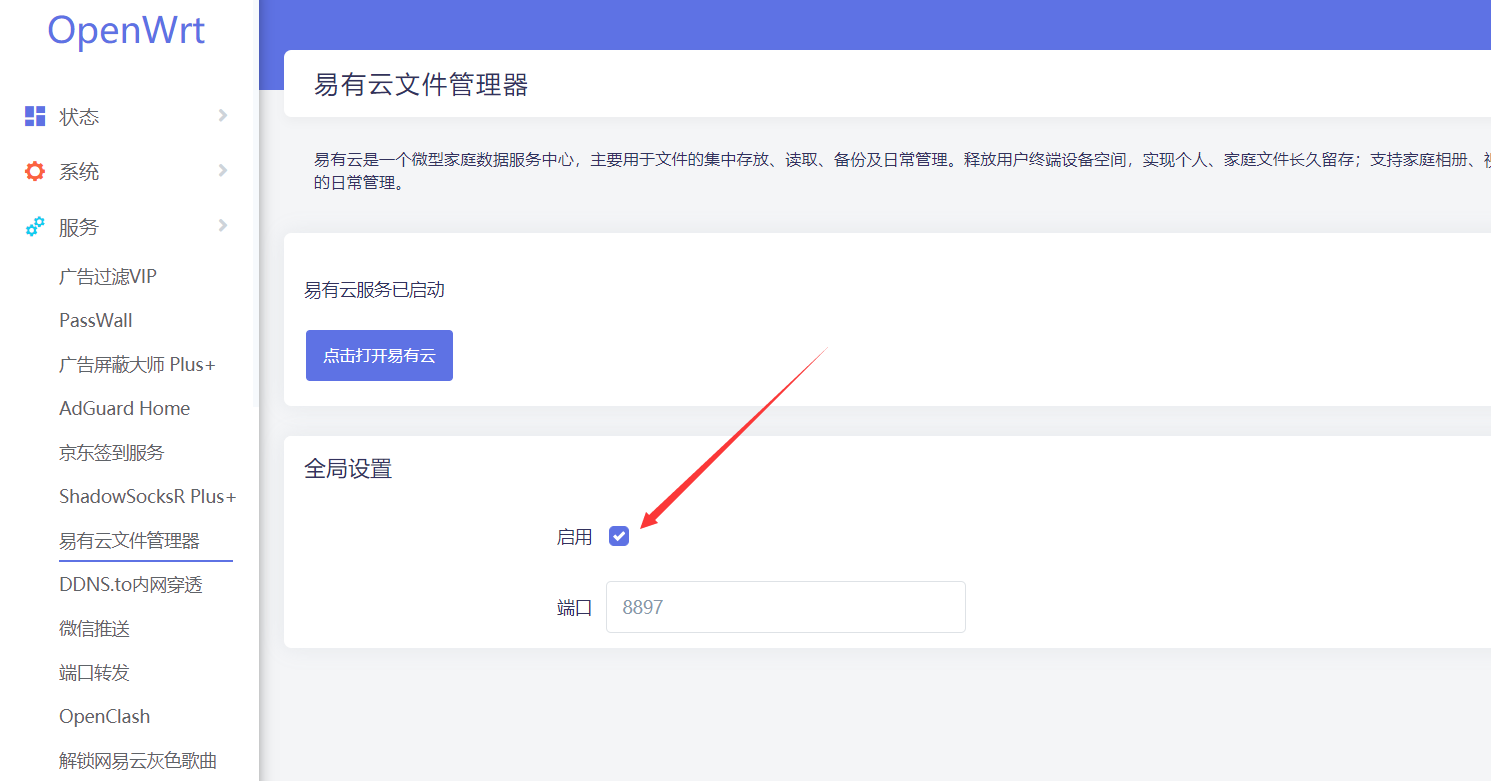 OpenWrt
状态
系统
服务
广告过滤VIP
PassWall
广告屏蔽大师 Plus+
AdGuard Home
京东签到服务
ShadowSocksR Plus+
易有云文件管理器
DDNS.to内网穿透
微信推送
端口转发
OpenClash
解锁网易云灰色歌曲
易有云文件管理器
易有云是一个微型家庭数据服务中心，主要用于文件的集中存放、读取、备份及日常管理。释放用户终端设备空间，实现个人、家庭文件长久留存；支持家庭相册、
的日常管理。
易有云服务已启动
点击打开易有云
全局设置
启用
端口
8897